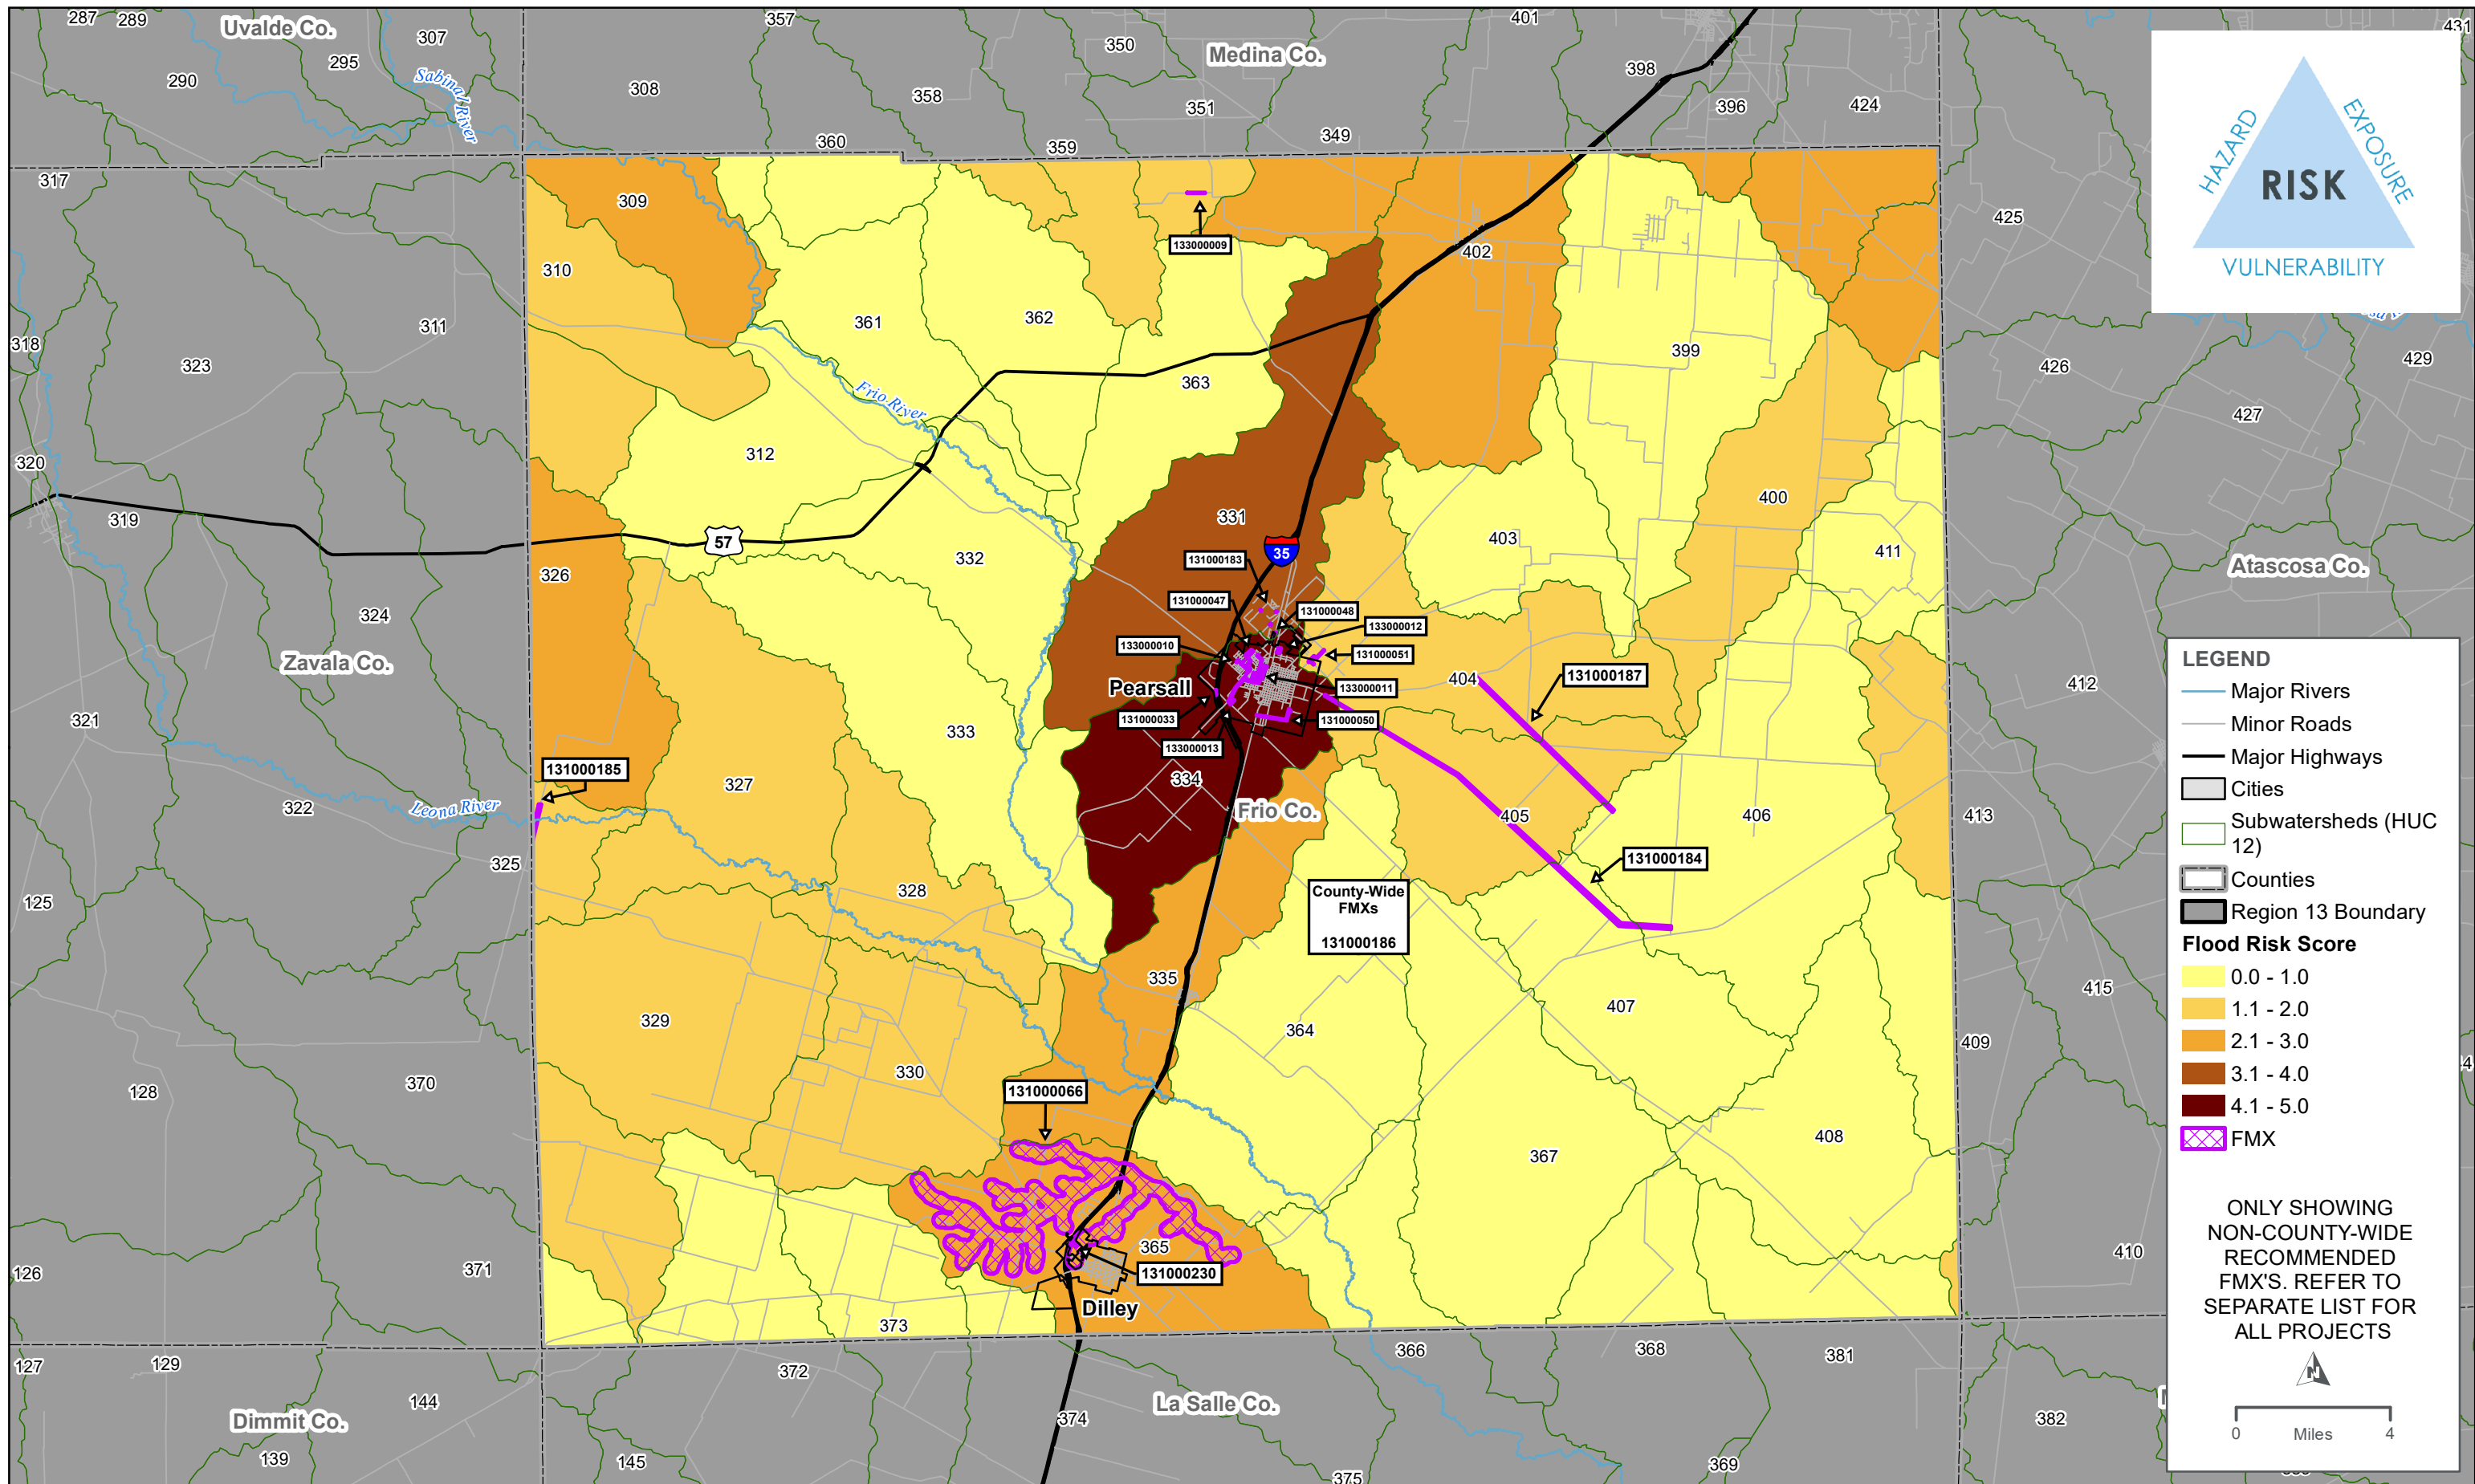 287
289
Uvalde Co.
307
295
290
Sabinal River
357
350
Medina Co.
401
398
431
308
358
351
396
424
349
360
359
HAZARD
EXPOSURE
RISK
VULNERABILITY
317
309
133000009
402
425
310
361
362
399
311
318
323
363
426
429
Frio River
427
312
320
400
319
57
331
403
332
35
411
326
131000183
Atascosa Co.
324
131000047
131000048
133000012
133000010
131000051
Zavala Co.
404
131000187
412
Pearsall
133000011
321
131000033
131000050
333
133000013
131000185
334
327
322
Leona River
Frio Co.
405
406
413
325
131000184
328
County-Wide
FMXs
131000186
125
335
415
407
329
364
409
330
370
128
131000066
408
367
365
410
371
126
131000230
Dilley
373
127
129
366
368
381
372
144
Dimmit Co.
La Salle Co.
374
382
139
145
369
375
LEGEND
Major Rivers
Minor Roads
Major Highways
Cities
Subwatersheds (HUC
12)
Counties
Region 13 Boundary
Flood Risk Score
0.0 - 1.0
1.1 - 2.0
2.1 - 3.0
3.1 - 4.0
4.1 - 5.0
FMX
ONLY SHOWING
NON-COUNTY-WIDE
RECOMMENDED
FMX'S. REFER TO
SEPARATE LIST FOR
ALL PROJECTS
N
0 Miles 4